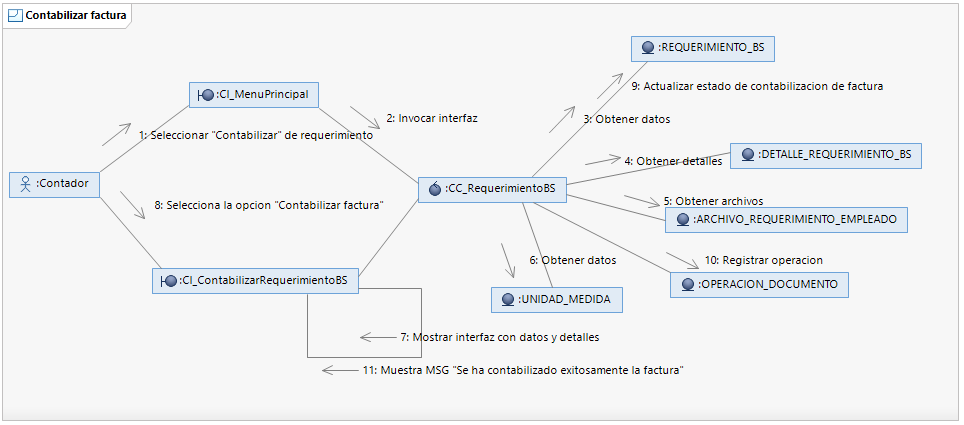 Contabilizar factura
:REQUERIMIENTO_BS
9: Actualizar estado de contabilizacion de factura
:CI_MenuPrincipal
2: Invocar interfaz
3: Obtener datos
1: Seleccionar "Contabilizar" de requerimiento
4: Obtener detalles
:DETALLE_REQUERIMIENTO_BS
:Contador
:CC_RequerimientoBS
8: Selecciona la opcion "Contabilizar factura"
5: Obtener archivos
:ARCHIVO_REQUERIMIENTO_EMPLEADO
6: Obtener datos
10: Registrar operacion
:CI_ContabilizarRequerimientoBS
:OPERACION_DOCUMENTO
:UNIDAD_MEDIDA
7: Mostrar interfaz con datos y detalles
11: Muestra MSG "Se ha contabilizado exitosamente la factura"